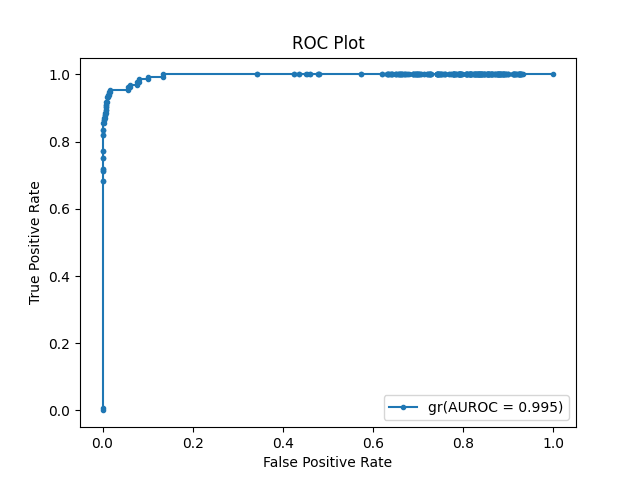 ROC Plot
True Positive Rate
1.0
0.8
0.6
0.4
0.2
0.0
gr(AUROC = 0.995)
0.0 0.2 0.4 0.6 0.8 1.0
False Positive Rate